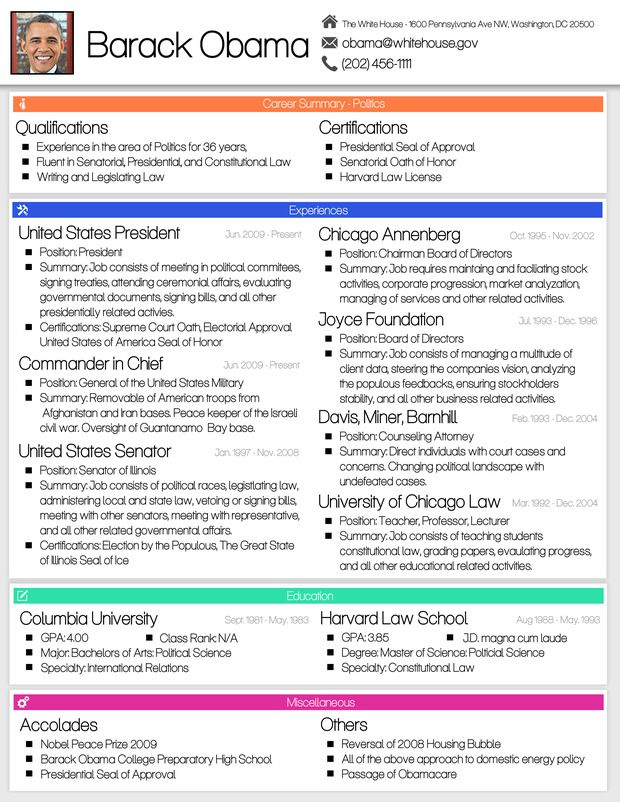 Barack Obama
The White House - 1600 Pennsylvania Ave NW, Washington, DC 20500
obama@whitehouse.gov
(202) 456-1111
Career Summary - Politics
Qualifications
Experience in the area of Politics for 36 years,
Fluent in Senatorial, Presidential, and Constitutional Law
Writing and Legislating Law
Certifications
Presidential Seal of Approval
Senatorial Oath of Honor
Harvard Law License
Experiences
United States President Jun. 2009 - Present
Position: President
Summary: Job consists of meeting in political commitees,
signing treaties, attending ceremonial affairs, evaluating
governmental documents, signing bills, and all other
presidentially related activies.
Certifications: Supreme Court Oath, Electorial Approval
United States of America Seal of Honor
Commander in Chief Jun. 2009 - Present
Position: General of the United States Military
Summary: Removable of American troops from
Afghanistan and Iran bases. Peace keeper of the Israeli
civil war. Oversight of Guantanamo Bay base.
United States Senator Jan. 1997 - Nov. 2008
Position: Senator of Illinois
Summary: Job consists of political races, legistlating law,
administering local and state law, vetoing or signing bills,
meeting with other senators, meeting with representative,
and all other related governmental affairs.
Certifications: Election by the Populous, The Great State
of Illinois Seal of Ice
Chicago Annenberg Oct. 1995 - Nov. 2002
Position: Chairman Board of Directors
Summary: Job requires maintaing and faciliating stock
activities, corporate progression, market analyzation,
managing of services and other related activities.
Joyce Foundation Jul. 1993 - Dec. 1996
Position: Board of Directors
Summary: Job consists of managing a multitude of
client data, steering the companies vision, analyzing
the populous feedbacks, ensuring stockholders
stability, and all other business related activities.
Davis, Miner, Barnhill Feb. 1993 - Dec. 2004
Position: Counseling Attorney
Summary: Direct individuals with court cases and
concerns. Changing political landscape with
undefeated cases.
University of Chicago Law Mar. 1992 - Dec. 2004
Position: Teacher, Professor, Lecturer
Summary: Job consists of teaching students
constitutional law, grading papers, evaulating progress,
and all other educational related activities.
Education
Columbia University Sept. 1981 - May. 1983
GPA: 4.00 Class Rank: N/A
Major: Bachelors of Arts: Political Science
Specialty: International Relations
Harvard Law School Aug 1988 - May. 1993
GPA: 3.85 J.D. magna cum laude
Degree: Master of Science: Politicial Science
Specialty: Constitutional Law
Miscellaneous
Accolades
Nobel Peace Prize 2009
Barack Obama College Preparatory High School
Presidential Seal of Approval
Others
Reversal of 2008 Housing Bubble
All of the above approach to domestic energy policy
Passage of Obamacare